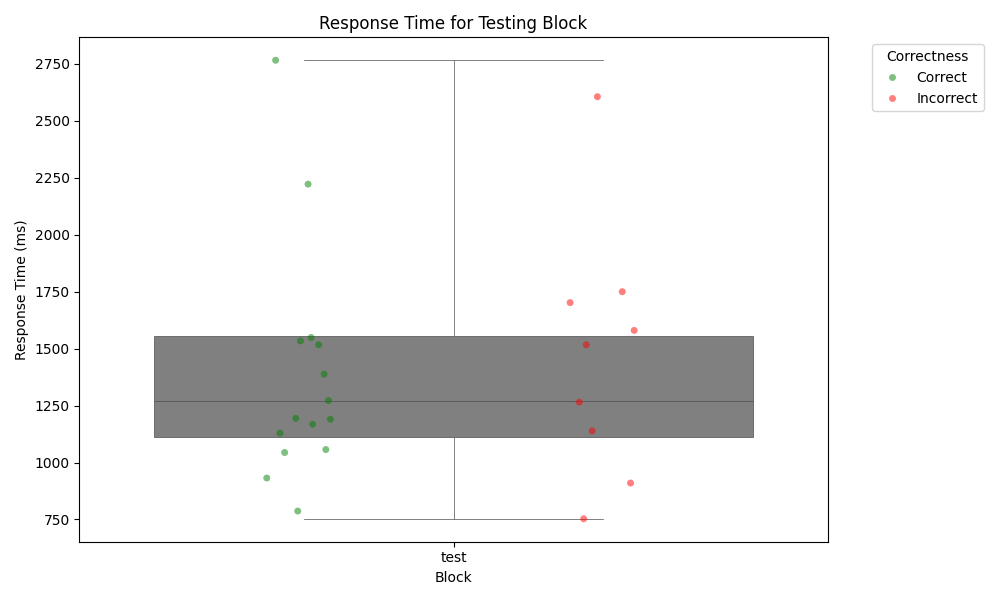 Response Time for Testing Block
Correctness
Correct
Incorrect
Response Time (ms)
2750
2500
2250
2000
1750
1500
1250
1000
750
test
Block